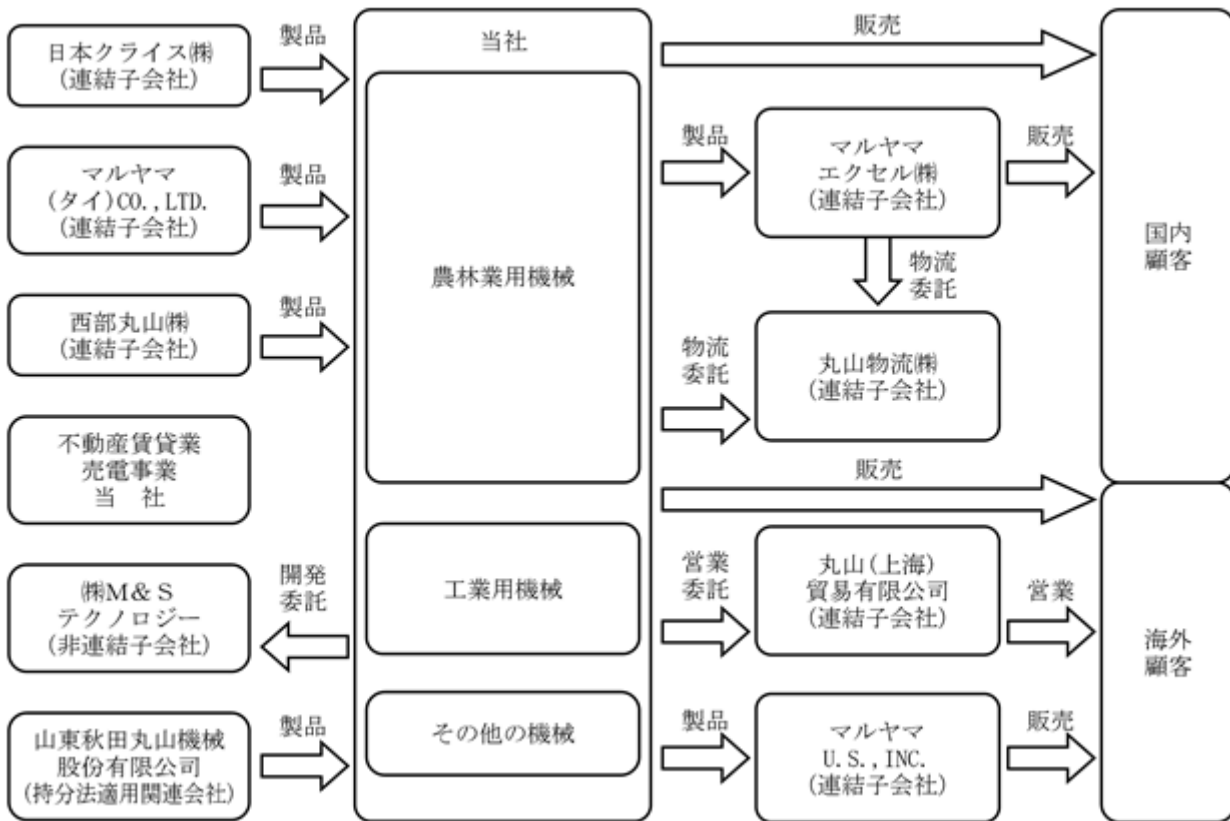 日本クライス㈱
(連結子会社)
製品
マルヤマ
(タイ)CO.,LTD.
(連結子会社)
製品
西部丸山㈱
(連結子会社)
製品
不動産賃貸業
売電事業
当　社
㈱Ｍ＆Ｓ
テクノロジー
(非連結子会社)
開発
委託
山東秋田丸山機械
股份有限公司
(持分法適用関連会社)
製品
当社
農林業用機械
工業用機械
その他の機械
販売
製品
マルヤマ
エクセル㈱
(連結子会社)
販売
物流
委託
物流
委託
丸山物流㈱
(連結子会社)
販売
営業
委託
丸山(上海)
貿易有限公司
(連結子会社)
営業
製品
マルヤマ
U.S.,INC.
(連結子会社)
販売
国内
顧客
海外
顧客